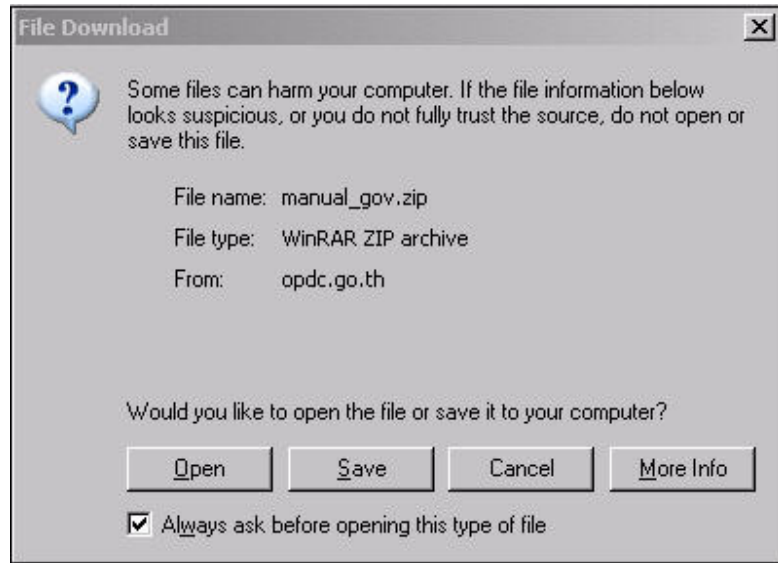 File Download
Some files can harm your computer. If the file information below
looks suspicious, or you do not fully trust the source, do not open or
save this file.
File name: manual_gov.zip
File type: WinRAR ZIP archive
From: opdc.go.th
Would you like to open the file or save it to your computer?
Open Save Cancel More Info
Always ask before opening this type of file